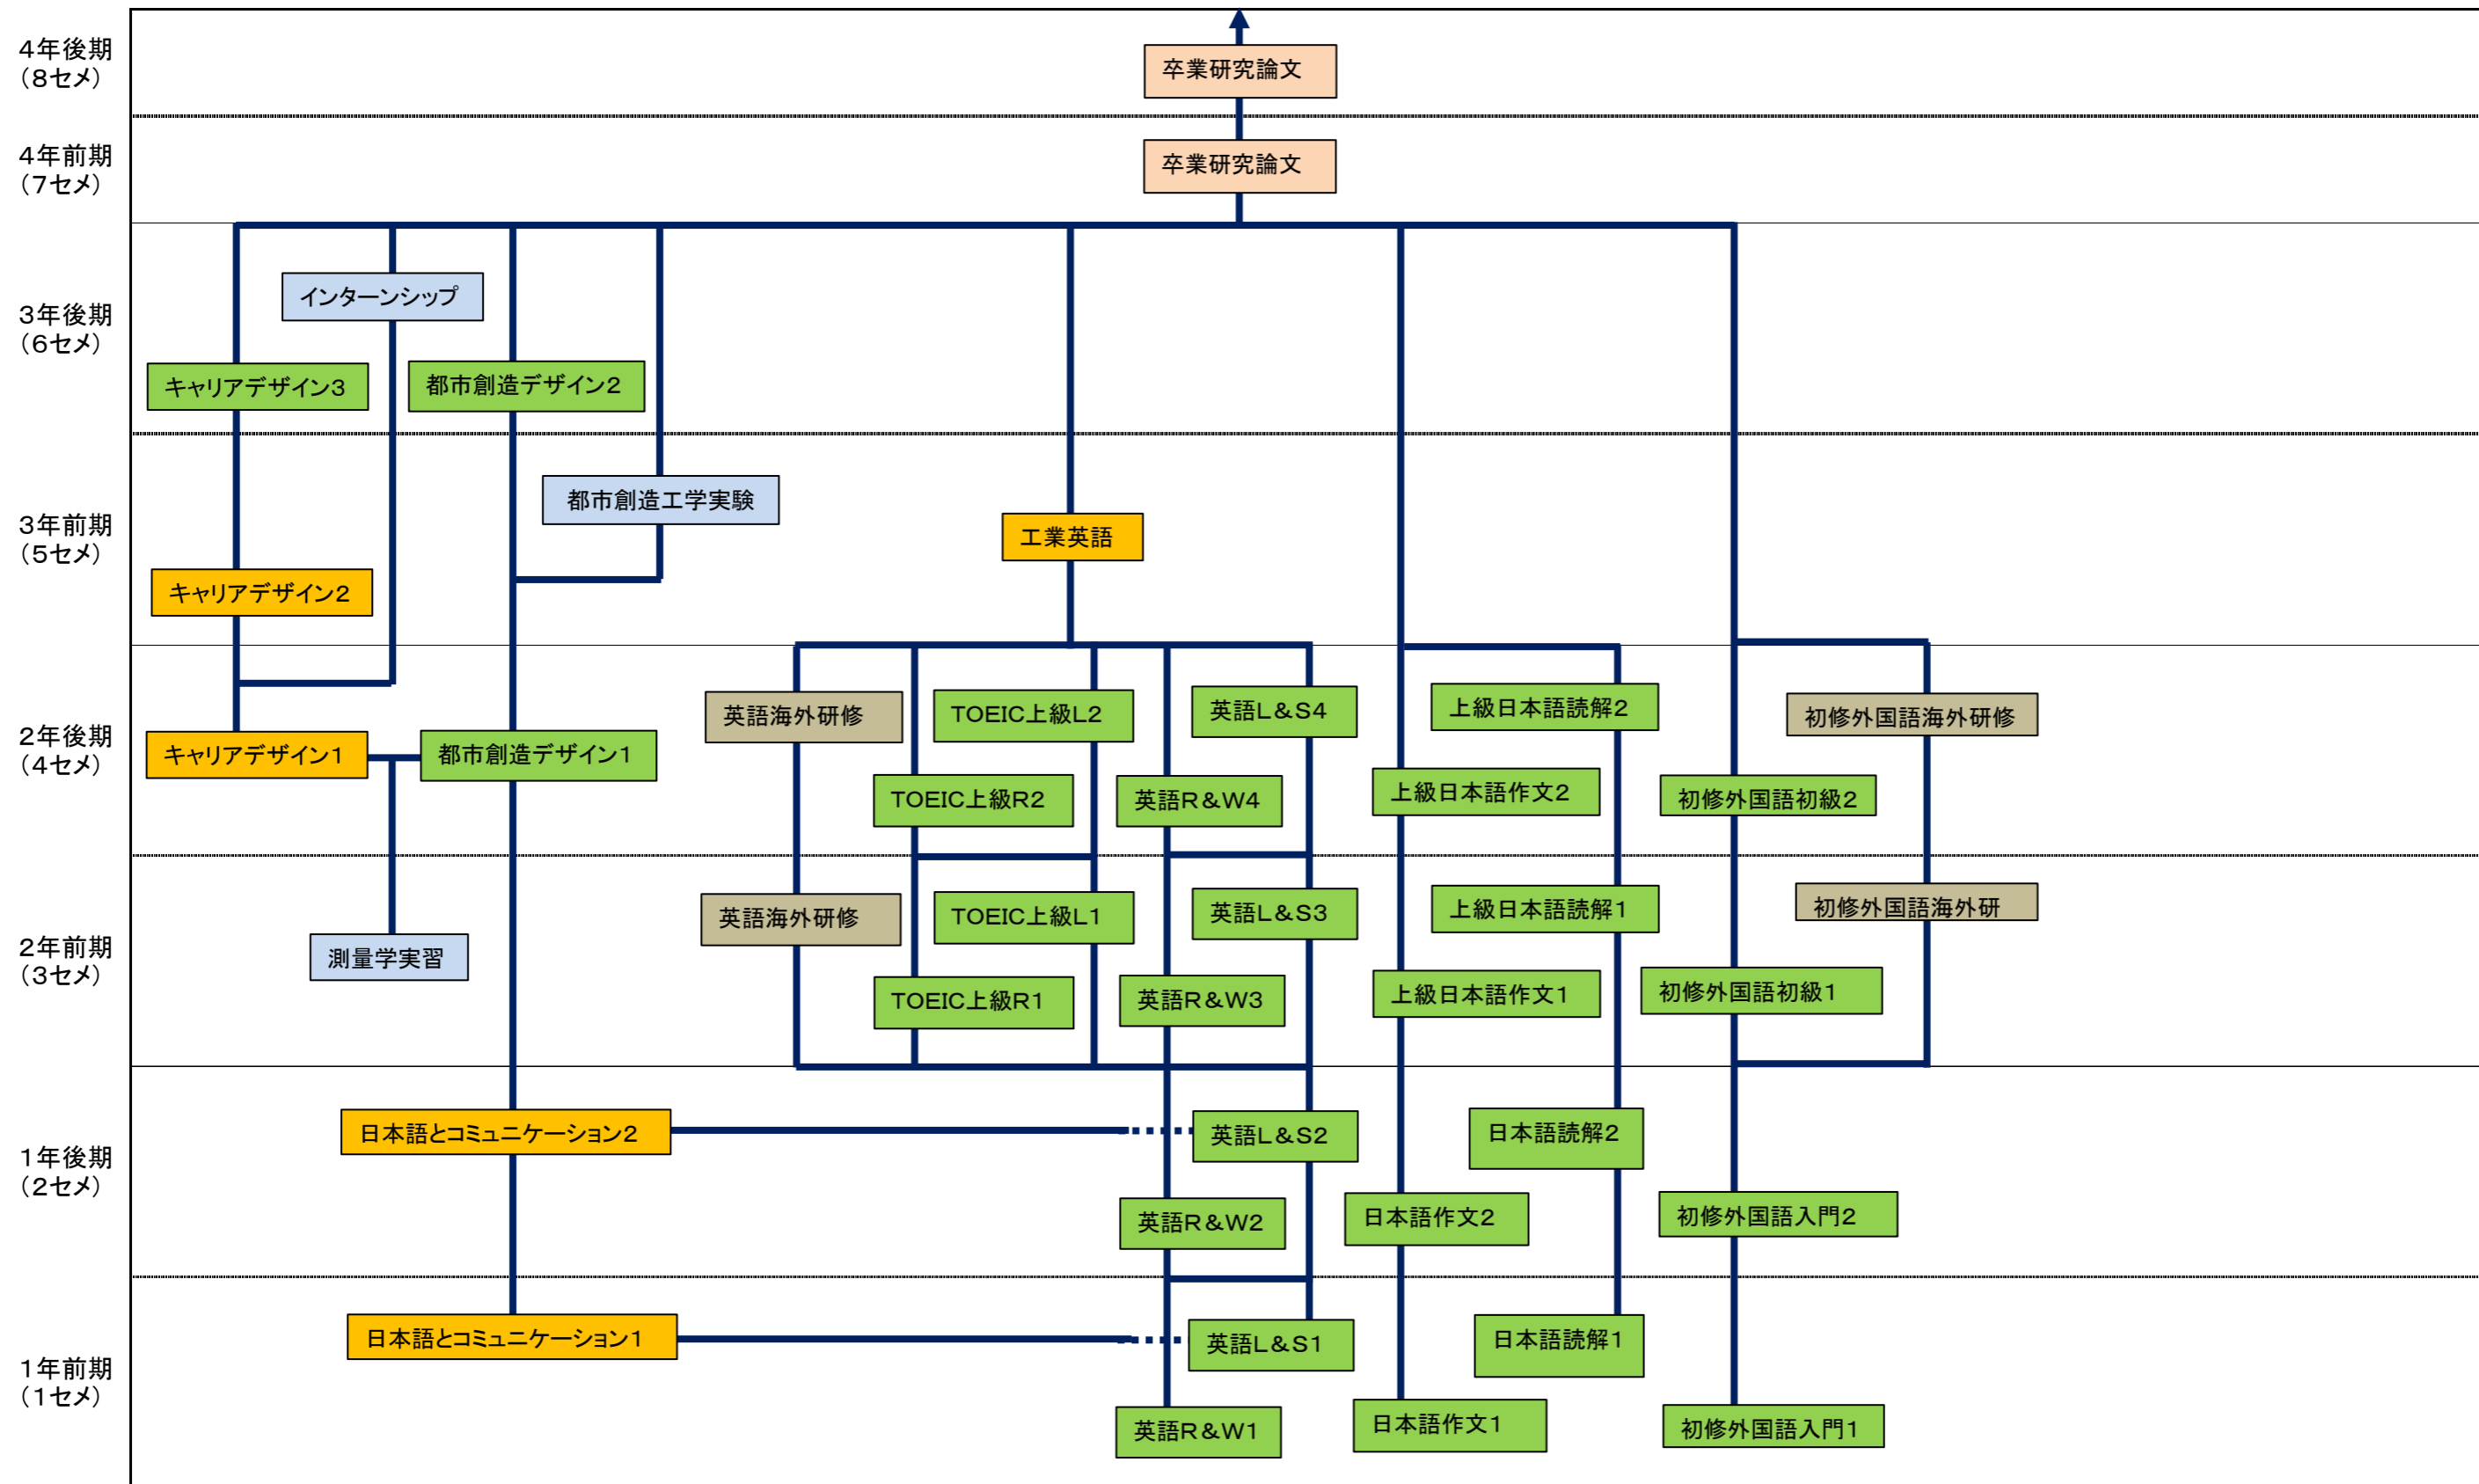 4年後期
(8セメ)
卒業研究論文
4年前期
(7セメ)
卒業研究論文
3年後期
(6セメ)
インターンシップ
キャリアデザイン3
都市創造デザイン2
3年前期
(5セメ)
都市創造工学実験
工業英語
キャリアデザイン2
2年後期
(4セメ)
英語海外研修
TOEIC上級L2
英語L&S4
上級日本語読解2
初修外国語海外研修
キャリアデザイン1
都市創造デザイン1
TOEIC上級R2
英語R&W4
上級日本語作文2
初修外国語初級2
2年前期
(3セメ)
英語海外研修
TOEIC上級L1
英語L&S3
上級日本語読解1
初修外国語海外研
測量学実習
TOEIC上級R1
英語R&W3
上級日本語作文1
初修外国語初級1
1年後期
(2セメ)
日本語とコミュニケーション2
英語L&S2
日本語読解2
英語R&W2
日本語作文2
初修外国語入門2
1年前期
(1セメ)
日本語とコミュニケーション1
英語L&S1
日本語読解1
英語R&W1
日本語作文1
初修外国語入門1